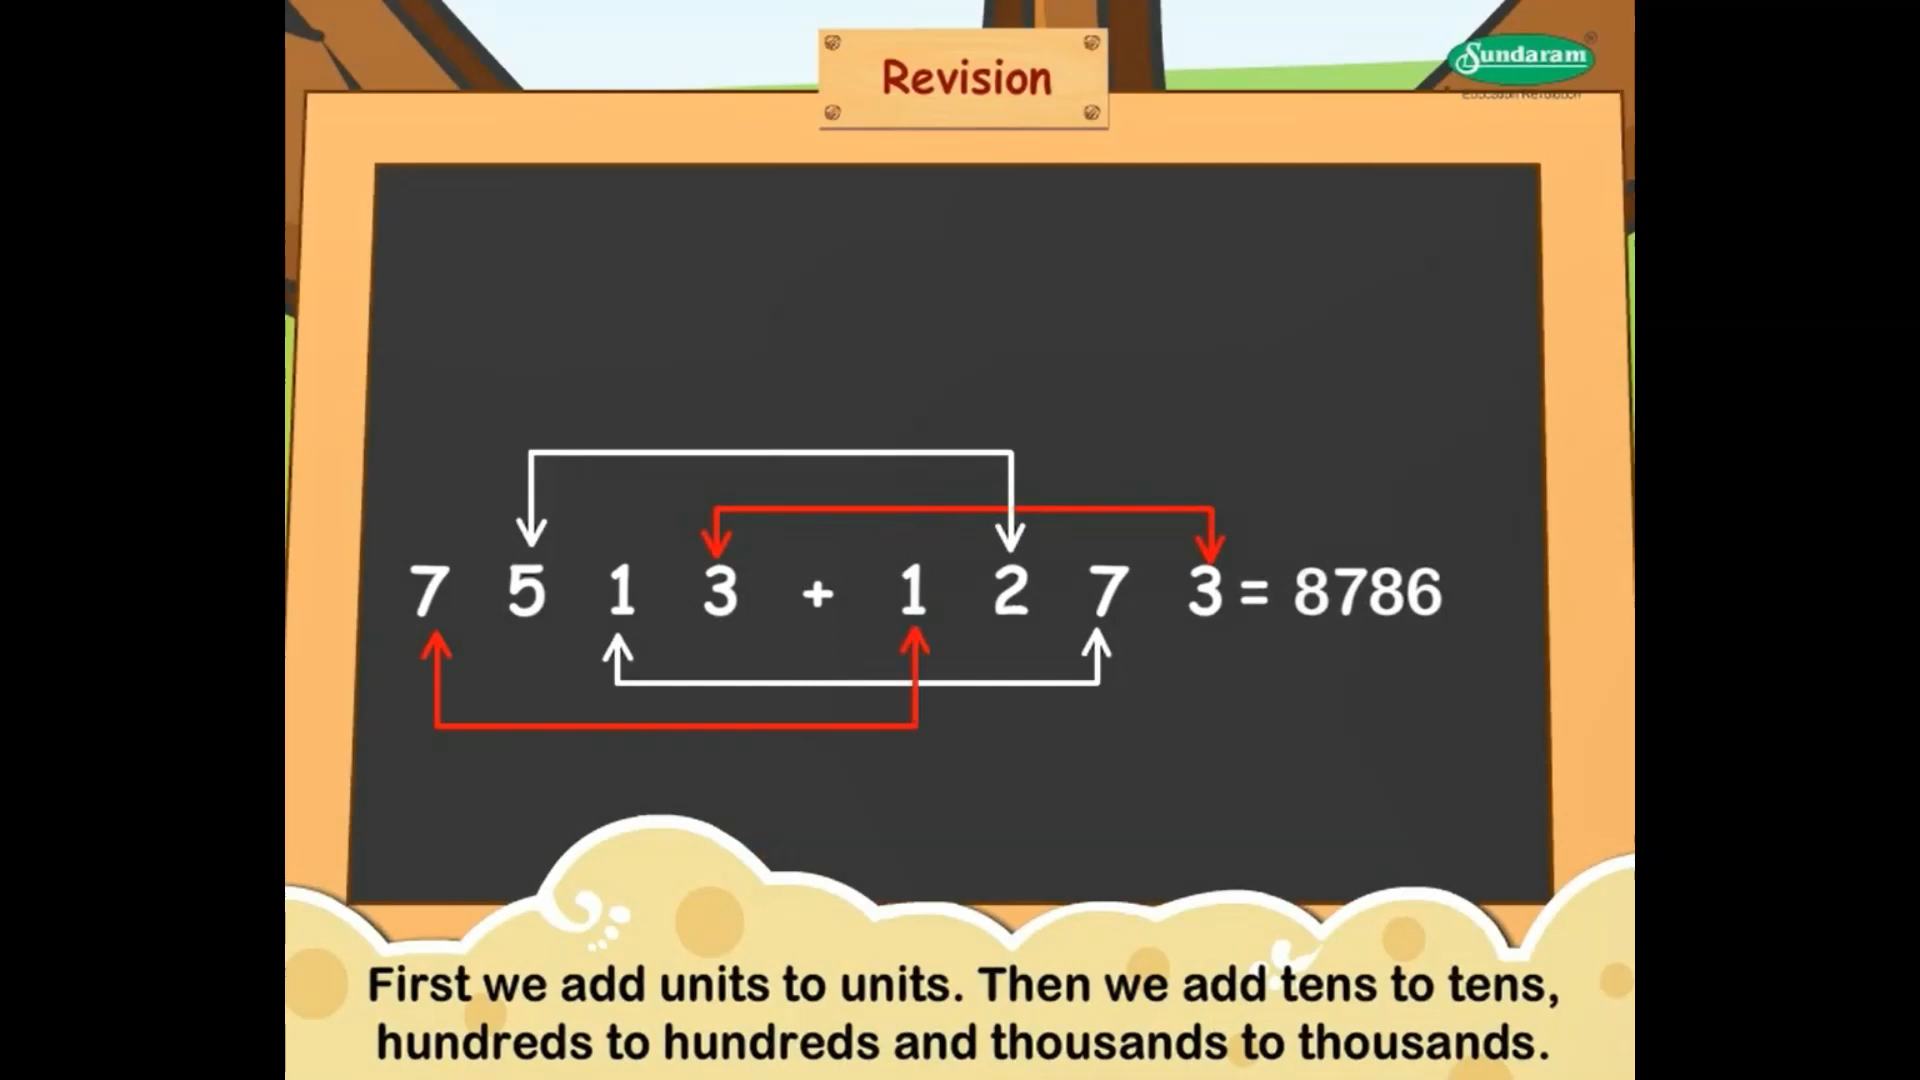 Revision
Sundaram
7 5 1 3 + 1 2 7 3 = 8786
First we add units to units. Then we add tens to tens,
hundreds to hundreds and thousands to thousands.